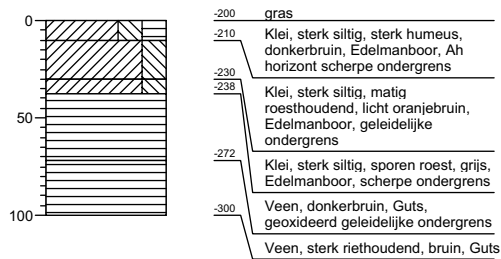 0
50
100
-200
gras
-210
Klei, sterk siltig, sterk humeus,
donkerbruin, Edelmanboor, Ah
horizont scherpe ondergrens
-230
Klei, sterk siltig, matig
roesthoudend, licht oranjebruin,
Edelmanboor, geleidelijke
ondergrens
-238
Klei, sterk siltig, sporen roest, grijs,
Edelmanboor, scherpe ondergrens
-272
Veen, donkerbruin, Guts,
geoxideerd geleidelijke ondergrens
-300
Veen, sterk riethoudend, bruin, Guts